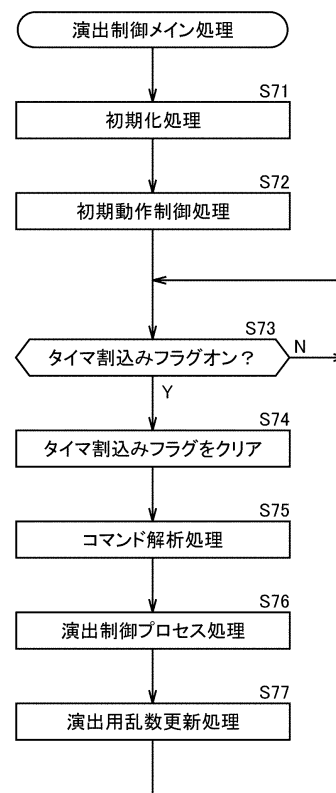 演出制御メイン処理
S71
初期化処理
S72
初期動作制御処理
S73
タイマ割込みフラグオン？
N
Y
S74
タイマ割込みフラグをクリア
S75
コマンド解析処理
S76
演出制御プロセス処理
S77
演出用乱数更新処理